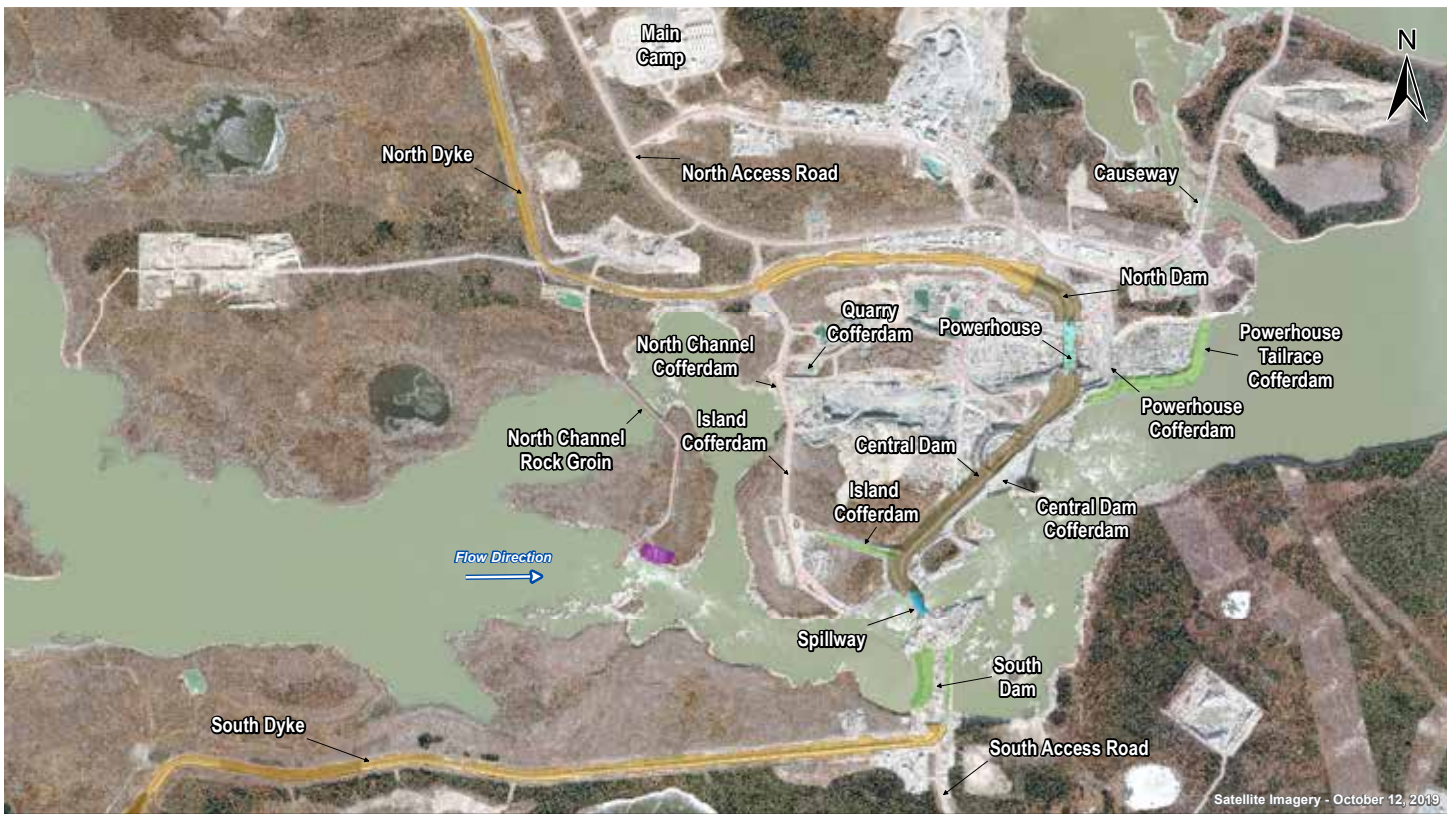 Main
Camp
N
North Dyke
North Access Road
Causeway
North Dam
Quarry
Cofferdam
Powerhouse
Powerhouse
Tailrace
Cofferdam
North Channel
Cofferdam
Powerhouse
Cofferdam
Island
Cofferdam
North Channel
Rock Groin
Central Dam
Island
Cofferdam
Central Dam
Cofferdam
Flow Direction
Spillway
South
Dam
South Dyke
South Access Road
Satellite Imagery - October 12, 2019